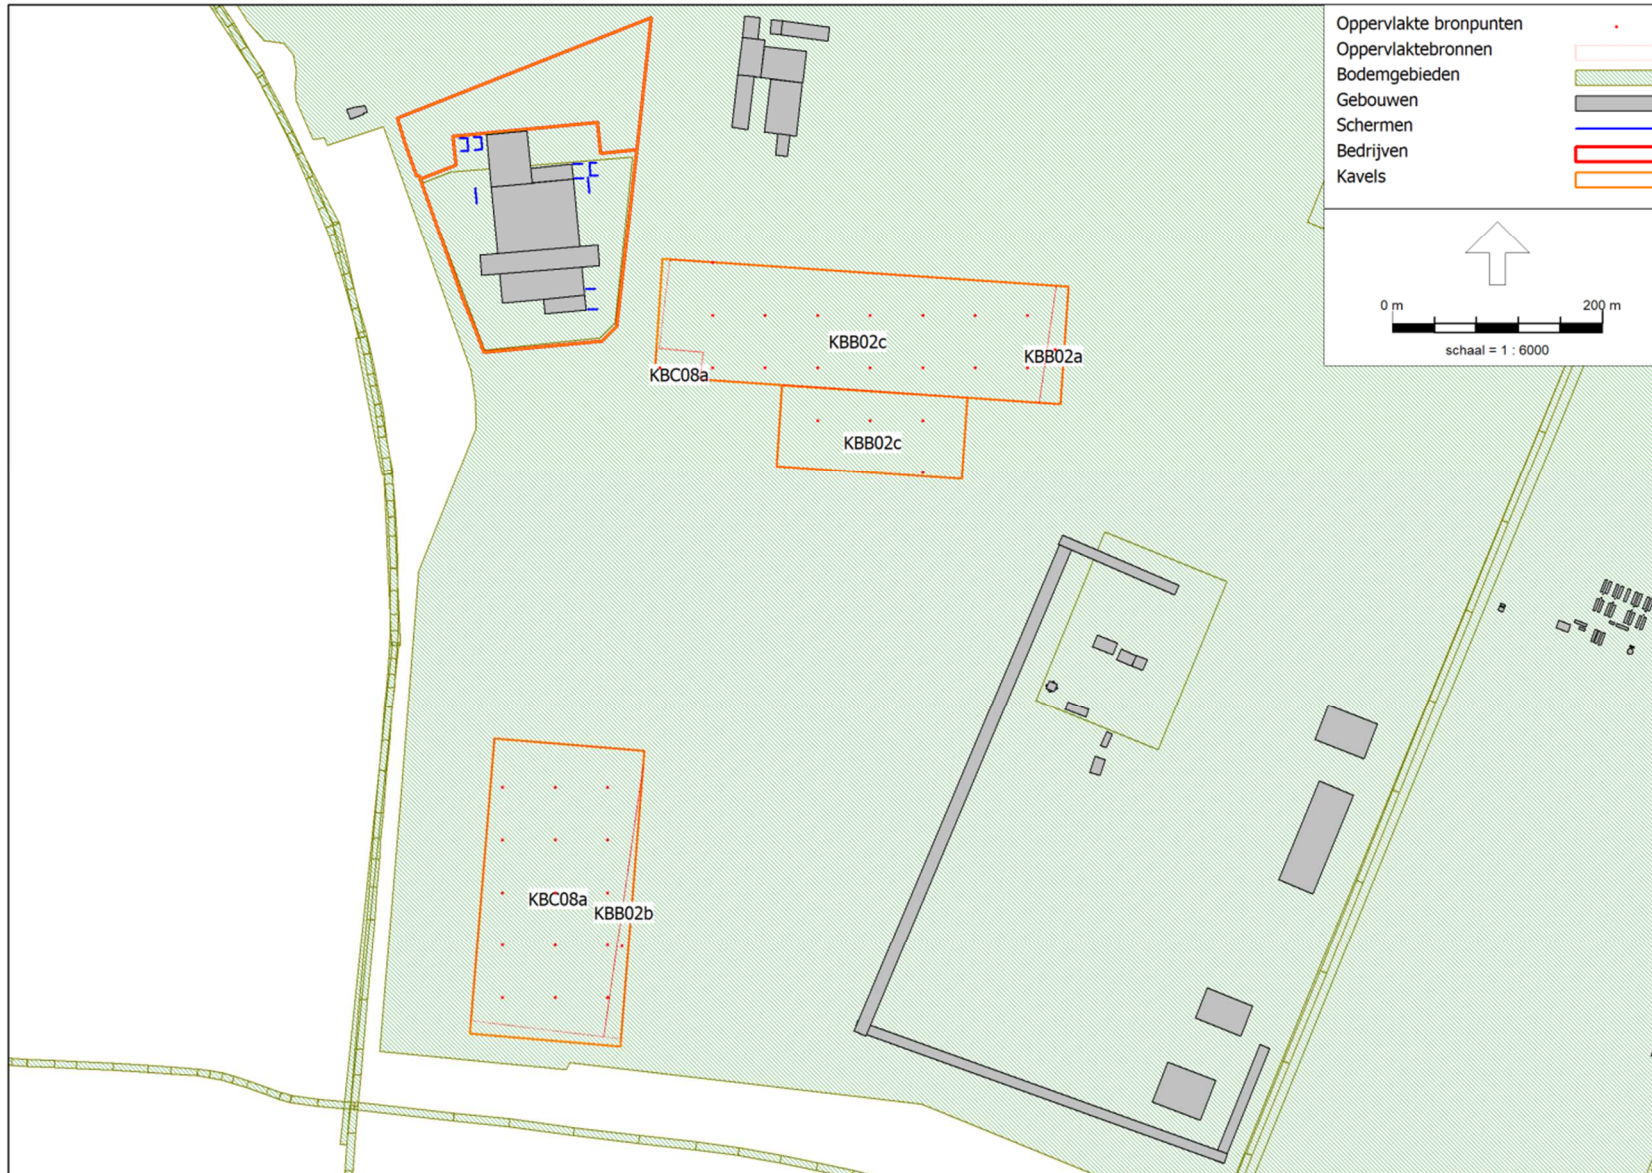 Oppervlakte bronpunten
Oppervlaktebronnen
Bodemgebieden
Gebouwen
Schermen
Bedrijven
Kavels
0 m 200 m
schaal = 1 : 6000
KBB02c
KBB02a
KBC08a
KBB02c
KBC08a
KBB02b